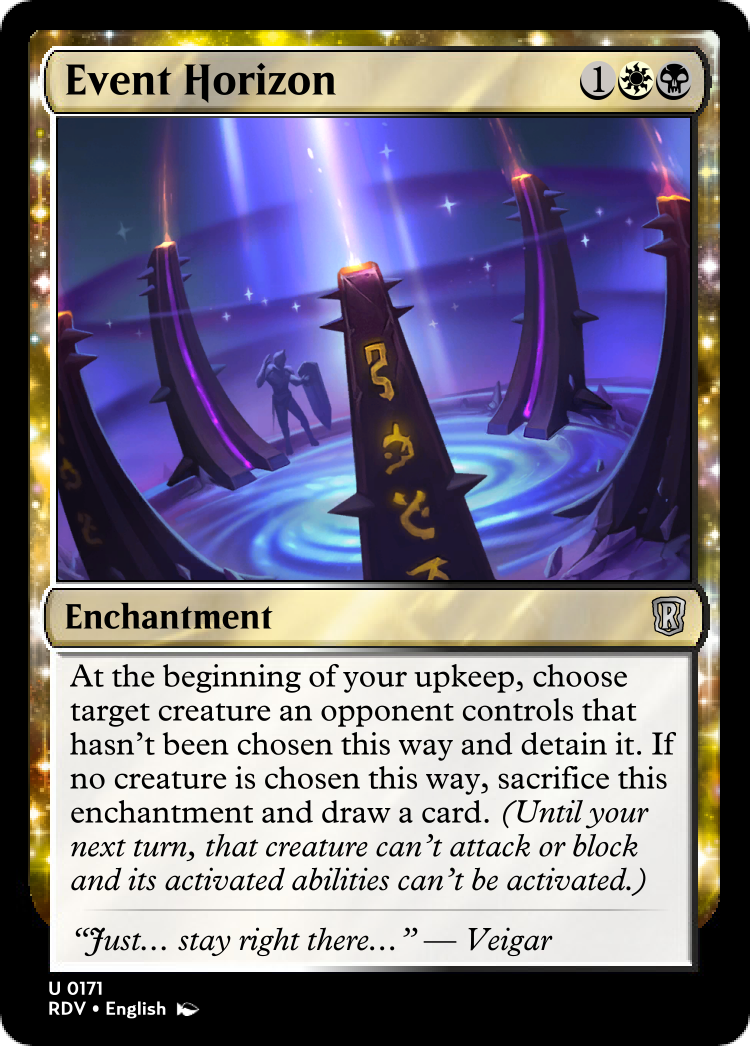 Event Horizon 1
Enchantment R
At the beginning of your upkeep, choose
target creature an opponent controls that
hasn't been chosen this way and detain it. If
no creature is chosen this way, sacrifice this
enchantment and draw a card. (Until your
next turn, that creature can't attack or block
and its activated abilities can't be activated.)
“Just… stay right there…” — Veigar
U 0171
RDV • English